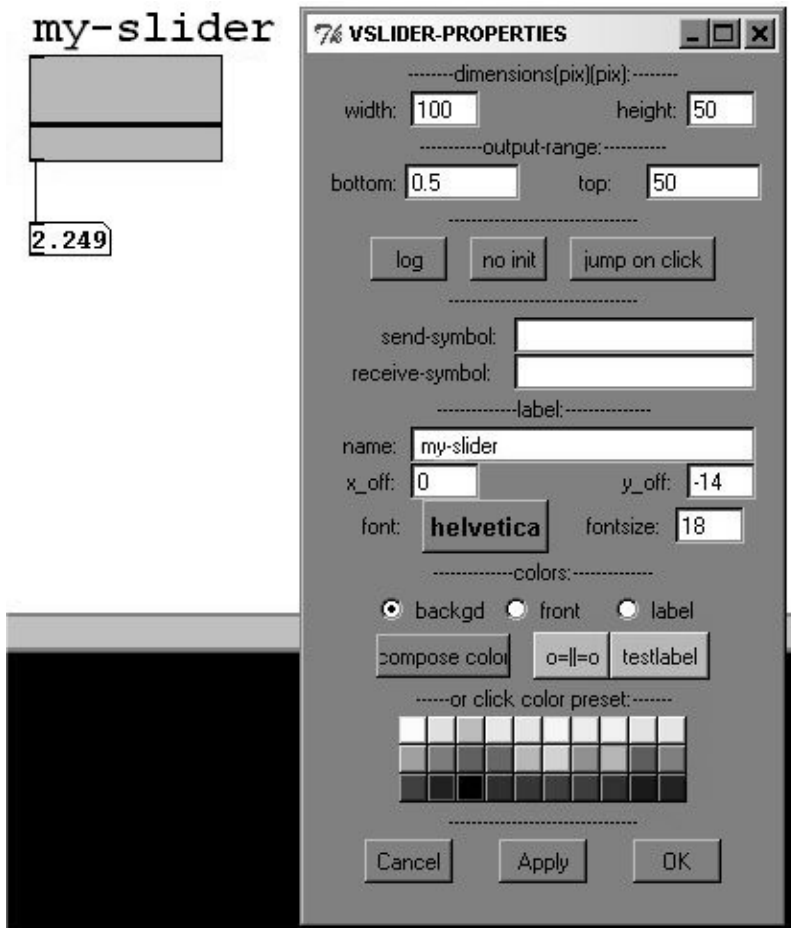 my-slider
2.249
VSLIDER-PROPERTIES
--------dimensions(pix)(pix):--------
width: 100 height: 50
----------output-range:----------
bottom: 0.5 top: 50
------------------------------
log no init jump on click
------------------------------
send-symbol:
receive-symbol:
-------------label:-------------
name: my-slider
x_off: 0 y_off: -14
font: helvetica fontsize: 18
-------------colors:-------------
backgd front label
compose color o=||=o testlabel
------or click color preset:-------
------------------------------
Cancel Apply OK